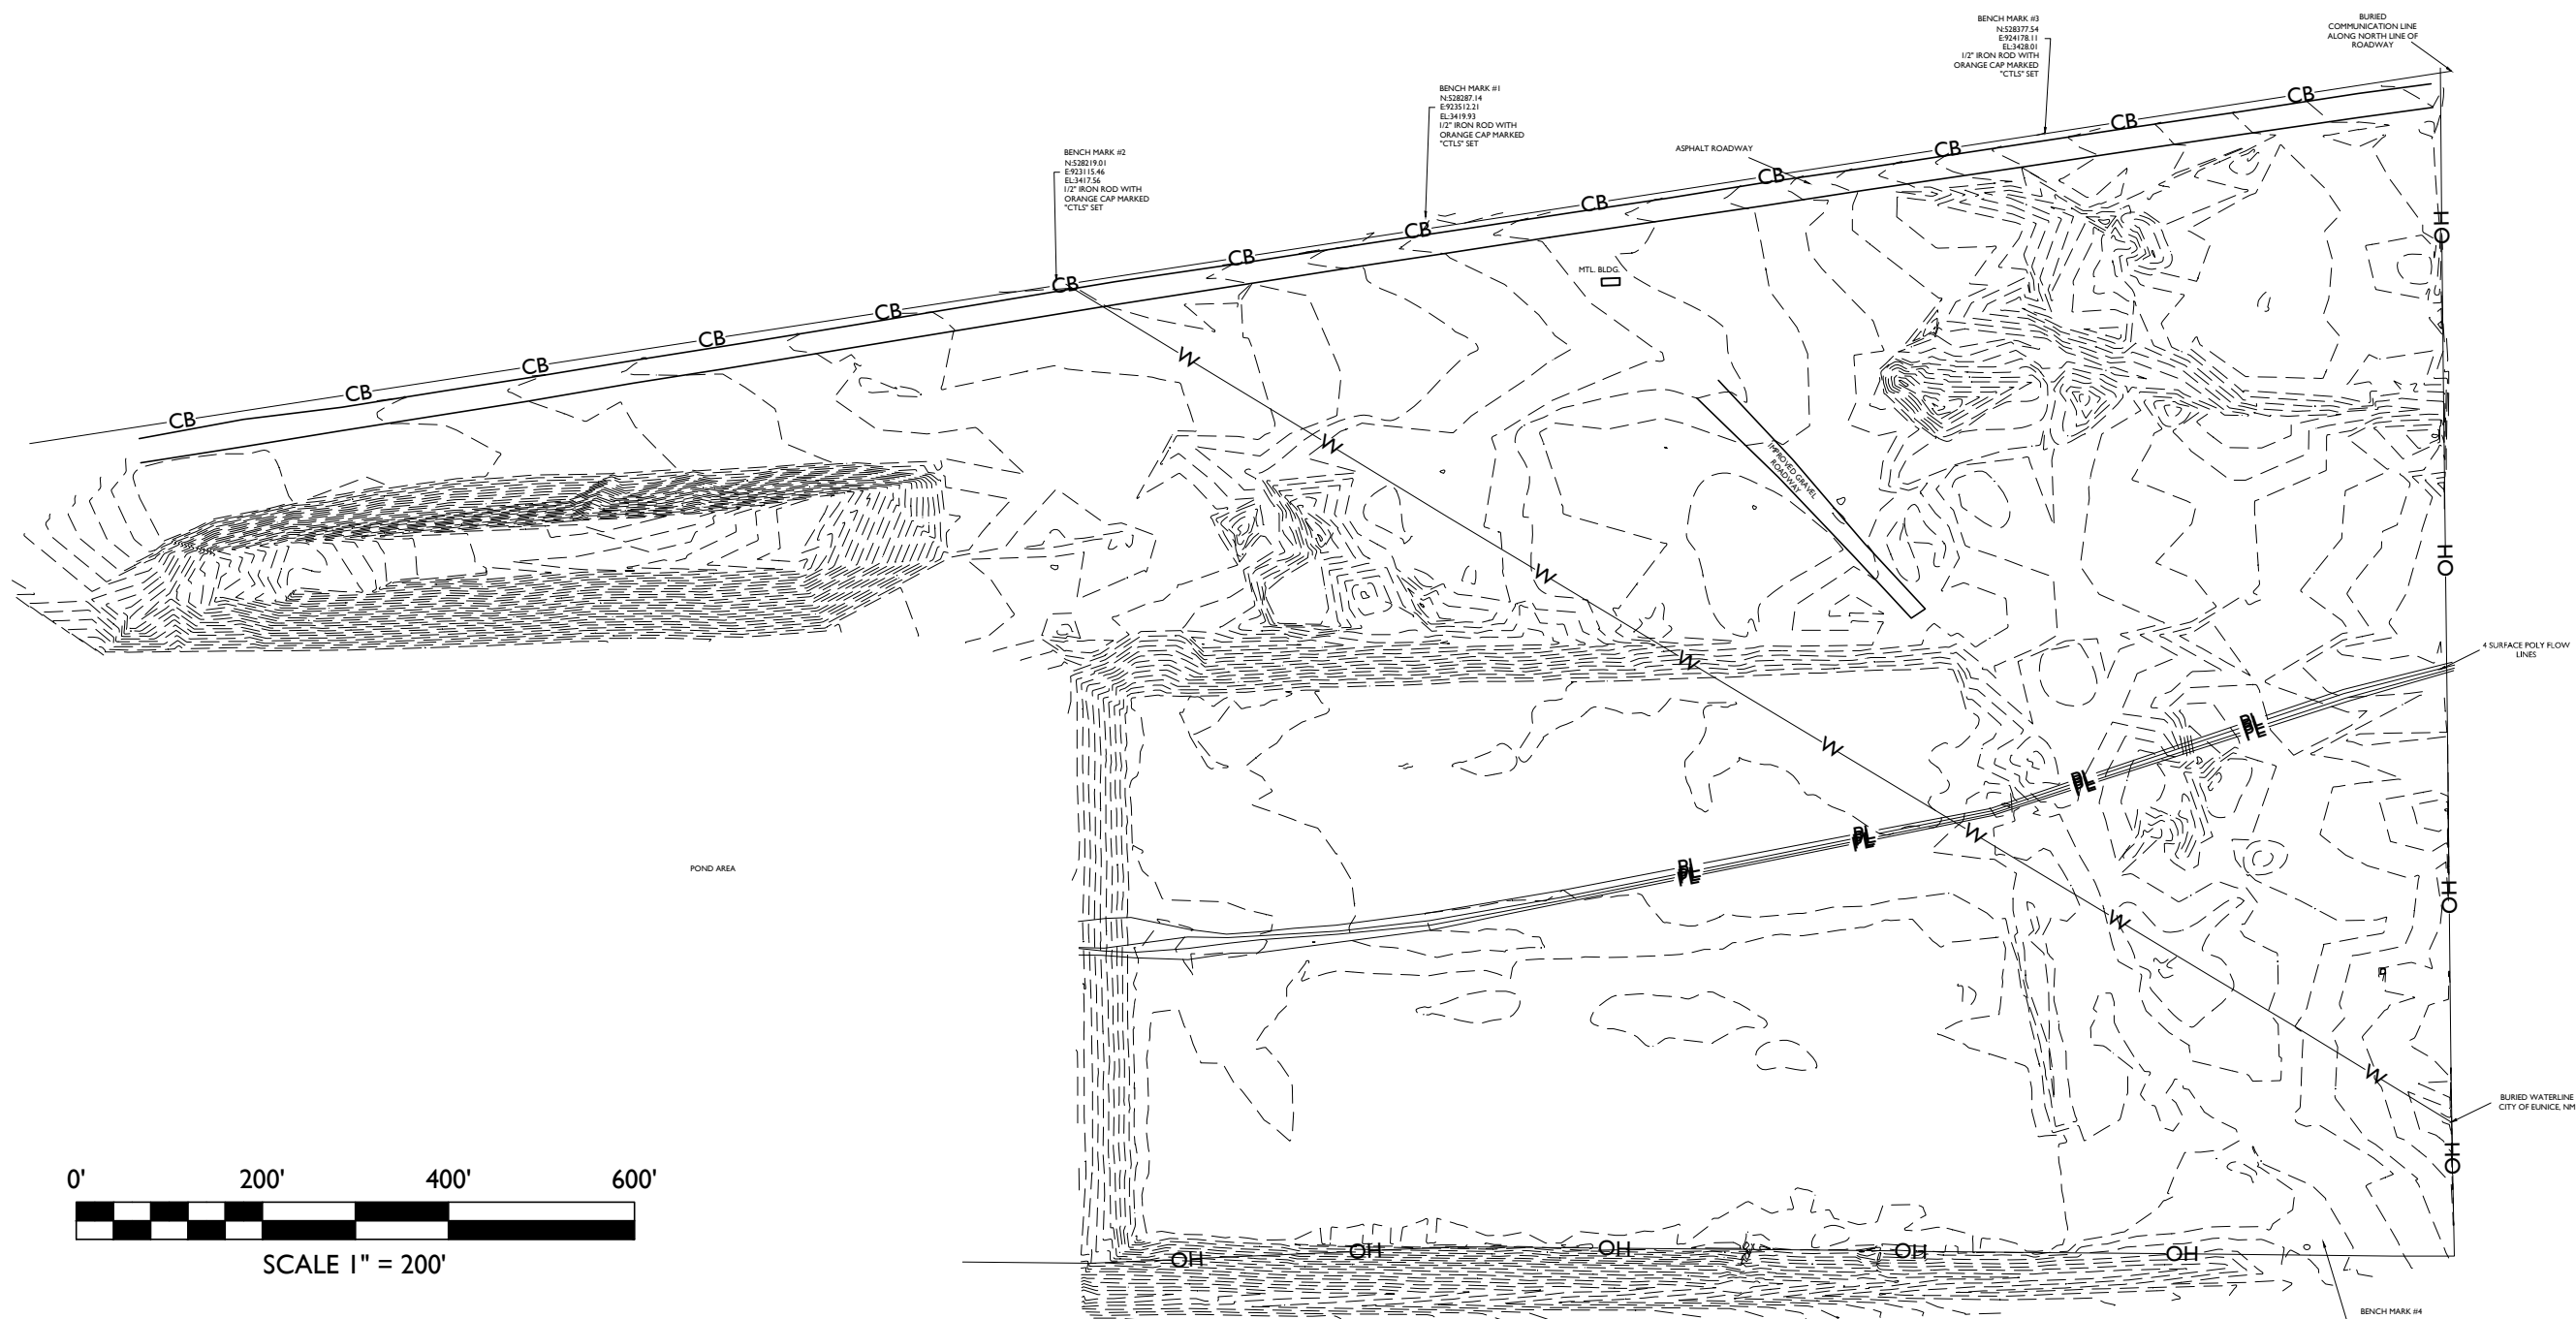 BENCH MARK #3
N:528377.54
E:924178.11
EL:3428.01
1/2" IRON ROD WITH
ORANGE CAP MARKED
"CTLS" SET
BURIED
COMMUNICATION LINE
ALONG NORTH LINE OF
ROADWAY
BENCH MARK #1
N:528287.14
E:923512.21
EL:3419.93
1/2" IRON ROD WITH
ORANGE CAP MARKED
"CTLS" SET
BENCH MARK #2
N:528219.01
E:923115.46
EL:3417.56
1/2" IRON ROD WITH
ORANGE CAP MARKED
"CTLS" SET
ASPHALT ROADWAY
CB
CB
CB
CB
CB
CB
CB
CB
CB
CB
CB
CB
CB
MTL. BLDG.
OH
OH
OH
OH
W
W
W
W
W
W
W
W
IMPROVED GRAVEL
ROADWAY
4 SURFACE POLY FLOW
LINES
PL
PL
PL
PL
POND AREA
BURIED WATERLINE
CITY OF EUNICE, NM
0' 200' 400' 600'
SCALE 1" = 200'
OH
OH
OH
OH
OH
BENCH MARK #4